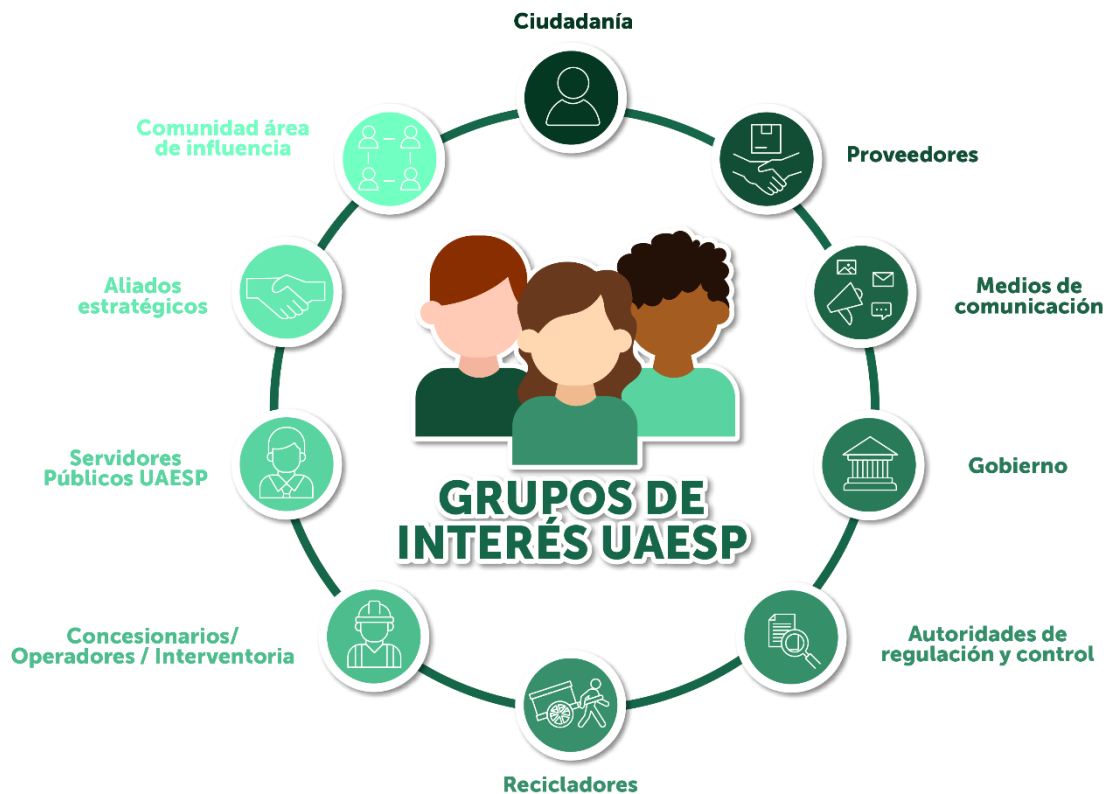 Ciudadanía
Proveedores
Medios de
comunicación
Gobierno
Autoridades de
regulación y control
Recicladores
Concesionarios/
Operadores / Interventoria
Servidores
Públicos UAESP
Aliados
estratégicos
Comunidad área
de influencia
GRUPOS DE
INTERÉS UAESP